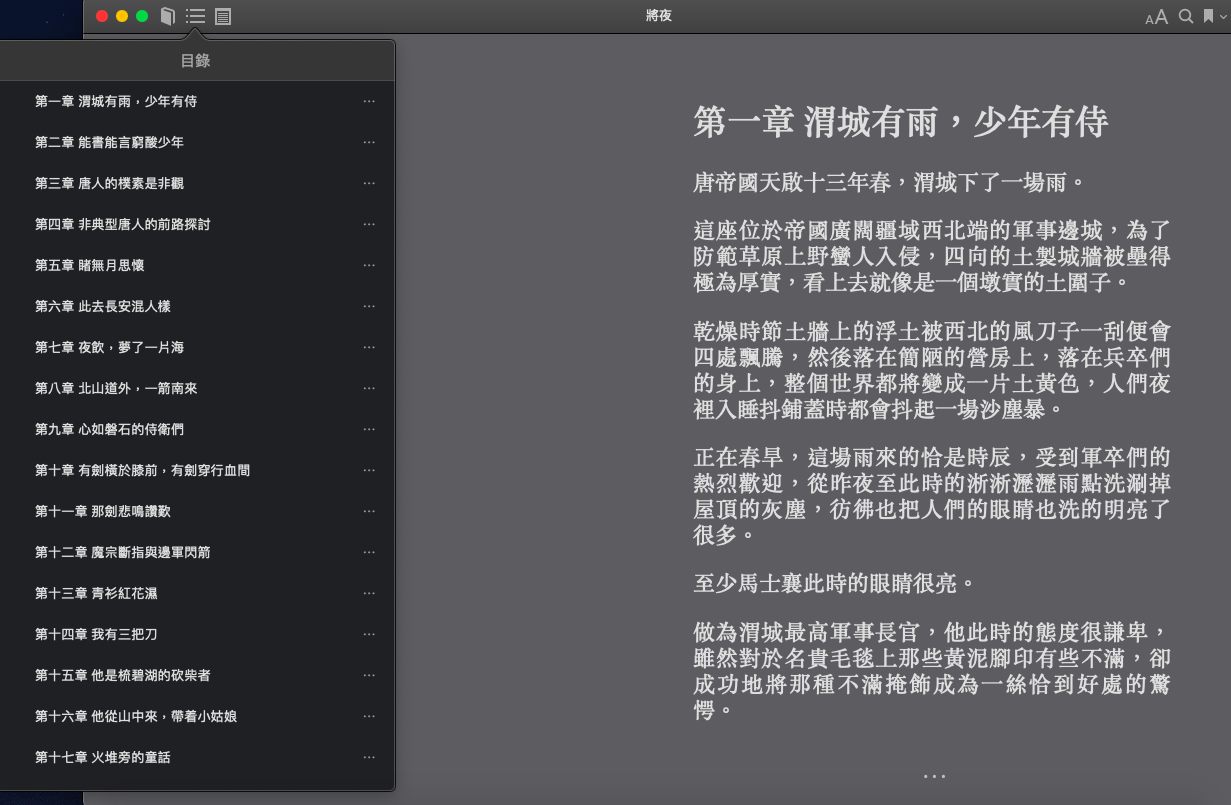 將夜
AA
目錄
第一章 渭城有雨，少年有侍 ···
第二章 能書能言窮酸少年 ···
第三章 唐人的樸素是非觀 ···
第四章 非典型唐人的前路探討 ···
第五章 睹無月思懷 ···
第六章 此去長安混人樣 ···
第七章 夜飲，夢了一片海 ···
第八章 北山道外，一箭南來 ···
第九章 心如磐石的侍衛們 ···
第十章 有劍橫於膝前，有劍穿行血間 ···
第十一章 那劍悲鳴讚歎 ···
第十二章 魔宗斷指與邊軍閃箭 ···
第十三章 青衫紅花濕 ···
第十四章 我有三把刀 ···
第十五章 他是梳碧湖的砍柴者 ···
第十六章 他從山中來，帶着小姑娘 ···
第十七章 火堆旁的童話 ···
第一章 渭城有雨，少年有侍
唐帝國天啟十三年春，渭城下了一場雨。
這座位於帝國廣闊疆域西北端的軍事邊城，為了
防範草原上野蠻人入侵，四向的土製城牆被壘得
極為厚實，看上去就像是一個墩實的土圍子。
乾燥時節土牆上的浮土被西北的風刀子一刮便會
四處飄騰，然後落在簡陋的營房上，落在兵卒們
的身上，整個世界都將變成一片土黃色，人們夜
裡入睡抖鋪蓋時都會抖起一場沙塵暴。
正在春旱，這場雨來的恰是時辰，受到軍卒們的
熱烈歡迎，從昨夜至此時的淅淅瀝瀝雨點洗涮掉
屋頂的灰塵，彷彿也把人們的眼睛也洗的明亮了
很多。
至少馬士襄此時的眼睛很亮。
做為渭城最高軍事長官，他此時的態度很謙卑，
雖然對於名貴毛毯上那些黃泥腳印有些不滿，卻
成功地將那種不滿掩飾成為一絲恰到好處的驚
愕。
···